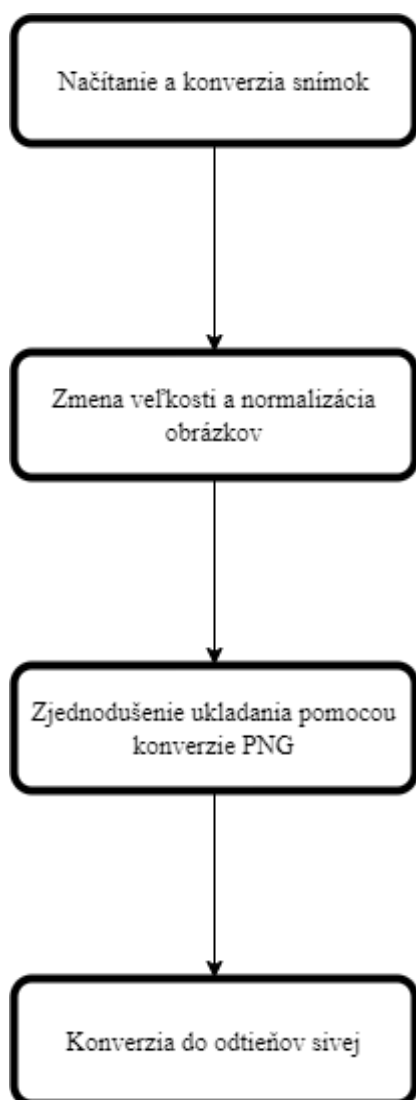 Načítanie a konverzia snímok
Zmena veľkosti a normalizácia
obrázkov
Zjednodušenie ukladania pomocou
konverzie PNG
Konverzia do odtieňov sivej